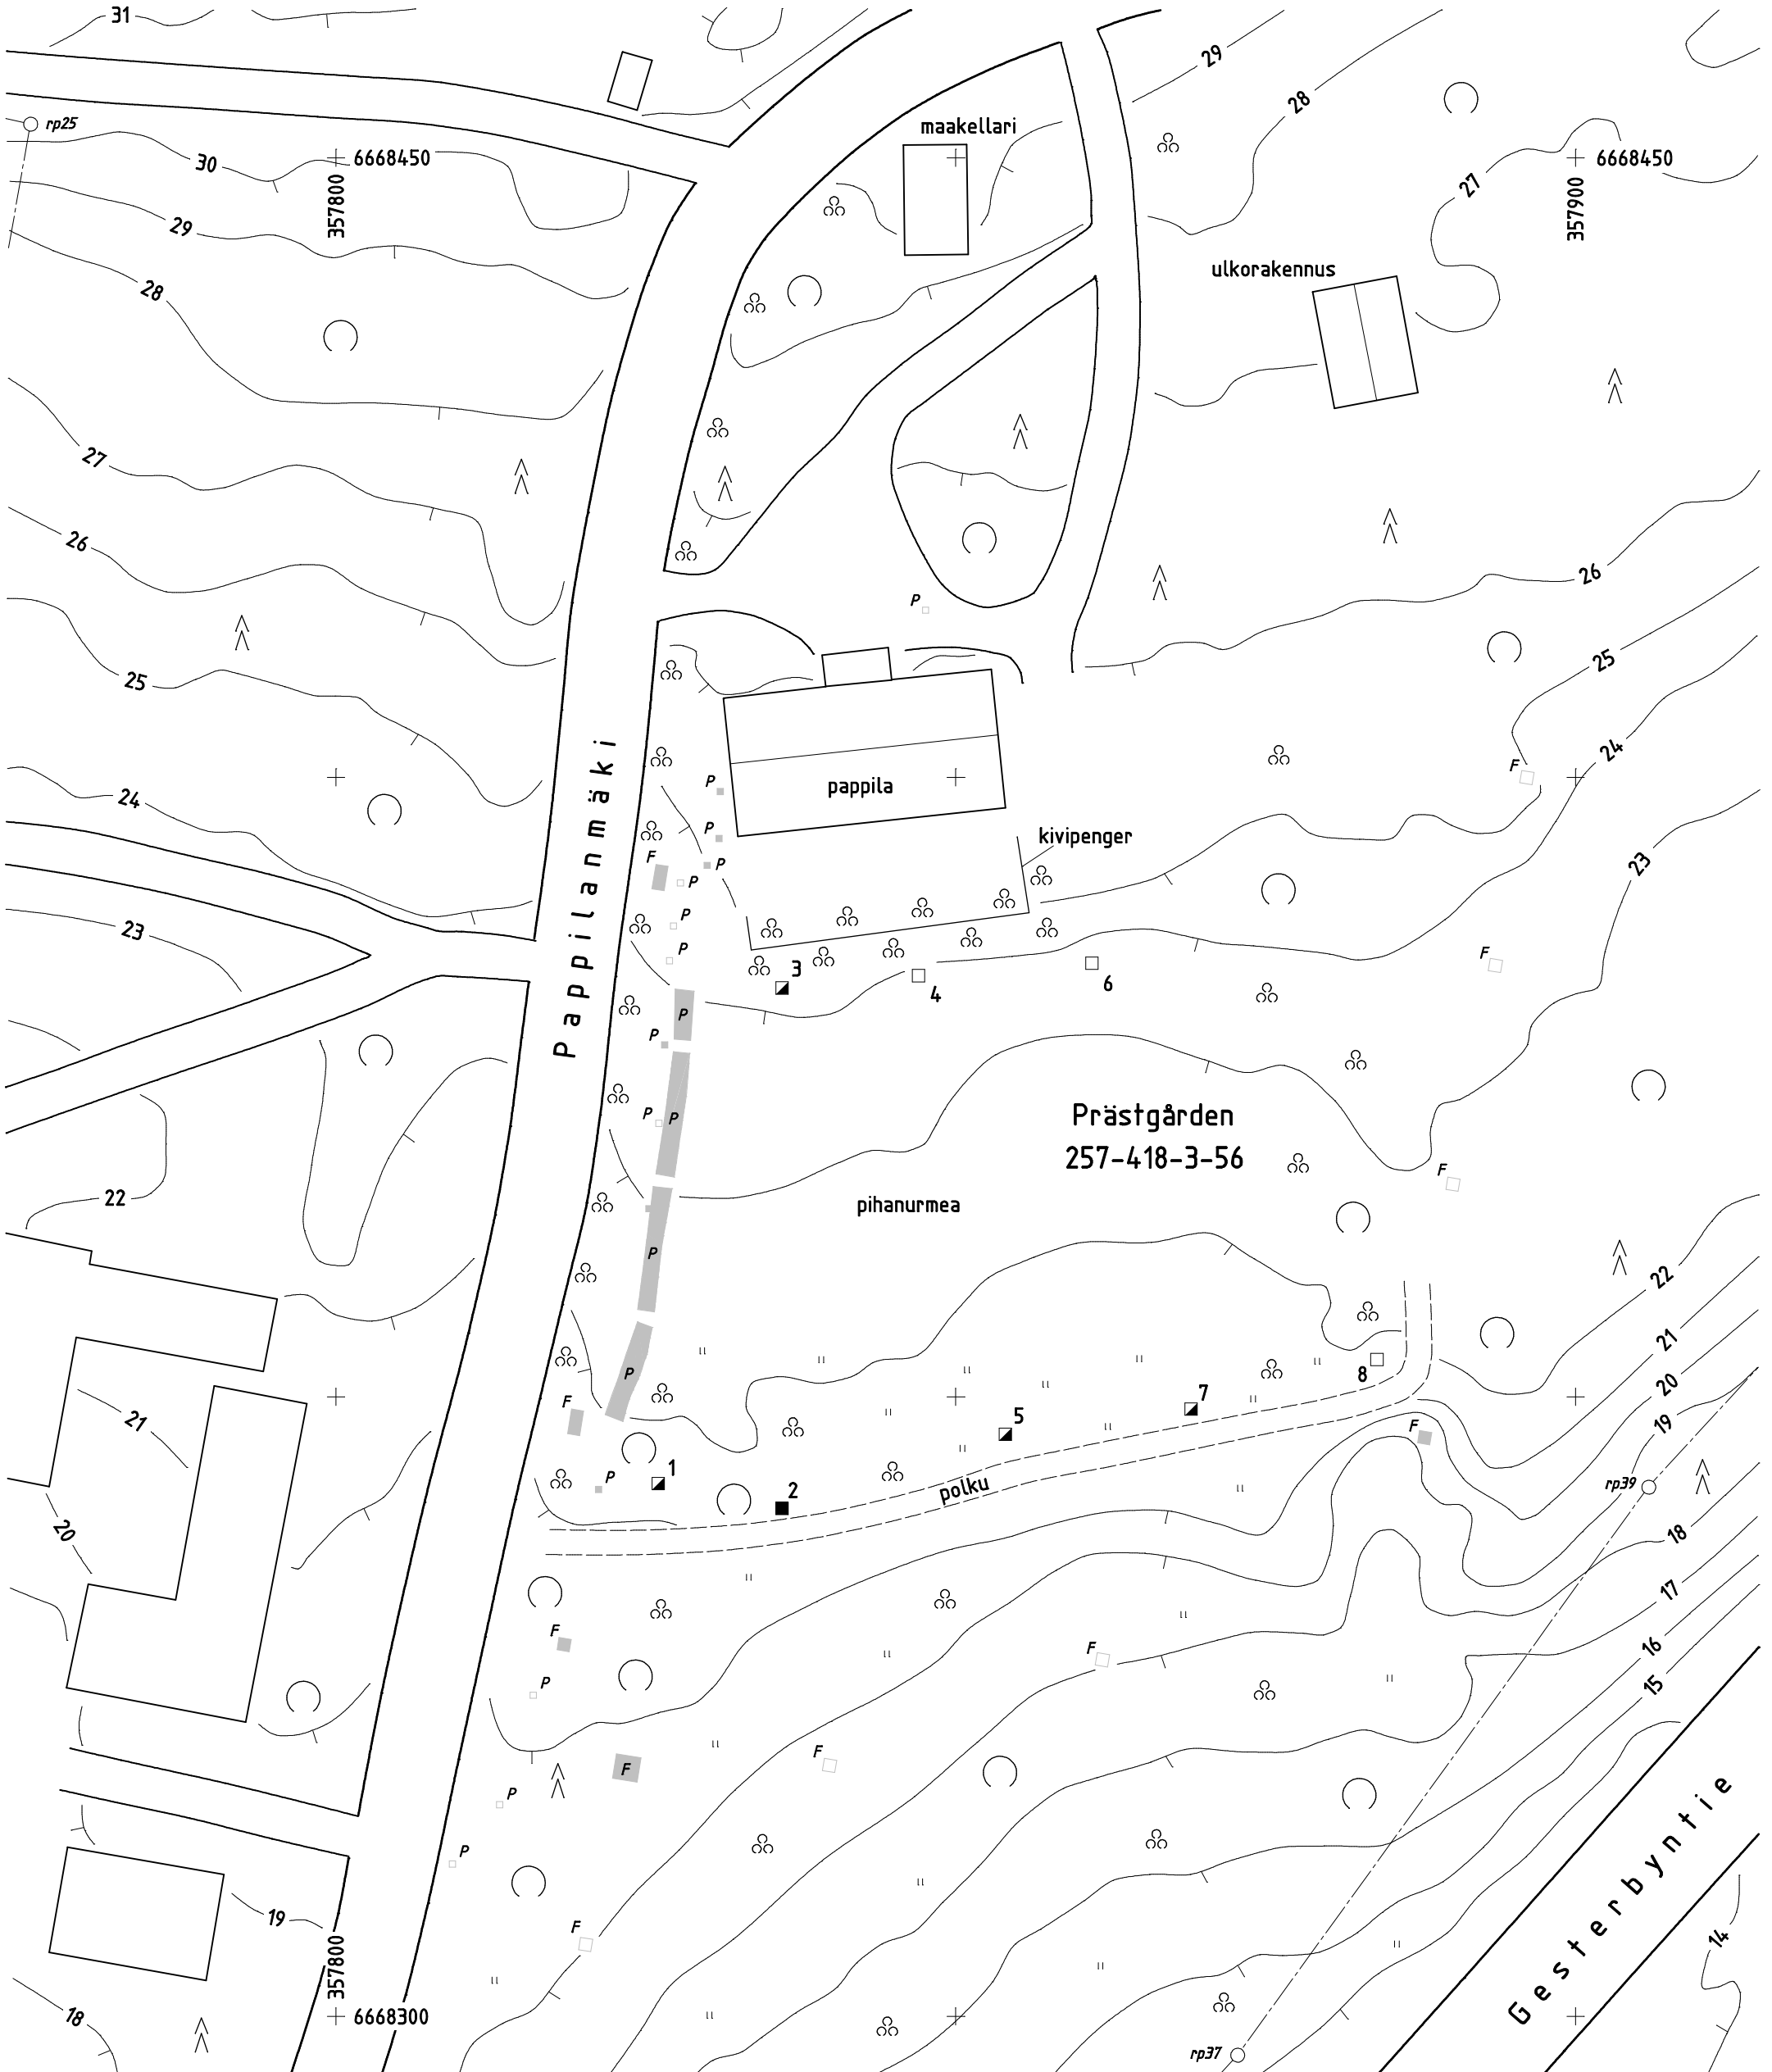 31
29
28
maakellari
rp25
30
6668450
357800
27
6668450
357900
29
28
ulkorakennus
27
26
P
26
25
25
24
24
P
pappila
F
P
kivipenger
F
P
P
23
Pappilanmäki
P
23
P
F
3
4
6
P
P
P
P
Prästgården
257-418-3-56
F
22
pihanurmea
P
22
21
8
P
20
7
F
21
5
19
F
1
P
rp39
polku
2
20
18
17
F
F
16
P
15
F
F
P
Gesterbyntie
P
19
F
14
357800
6668300
18
rp37